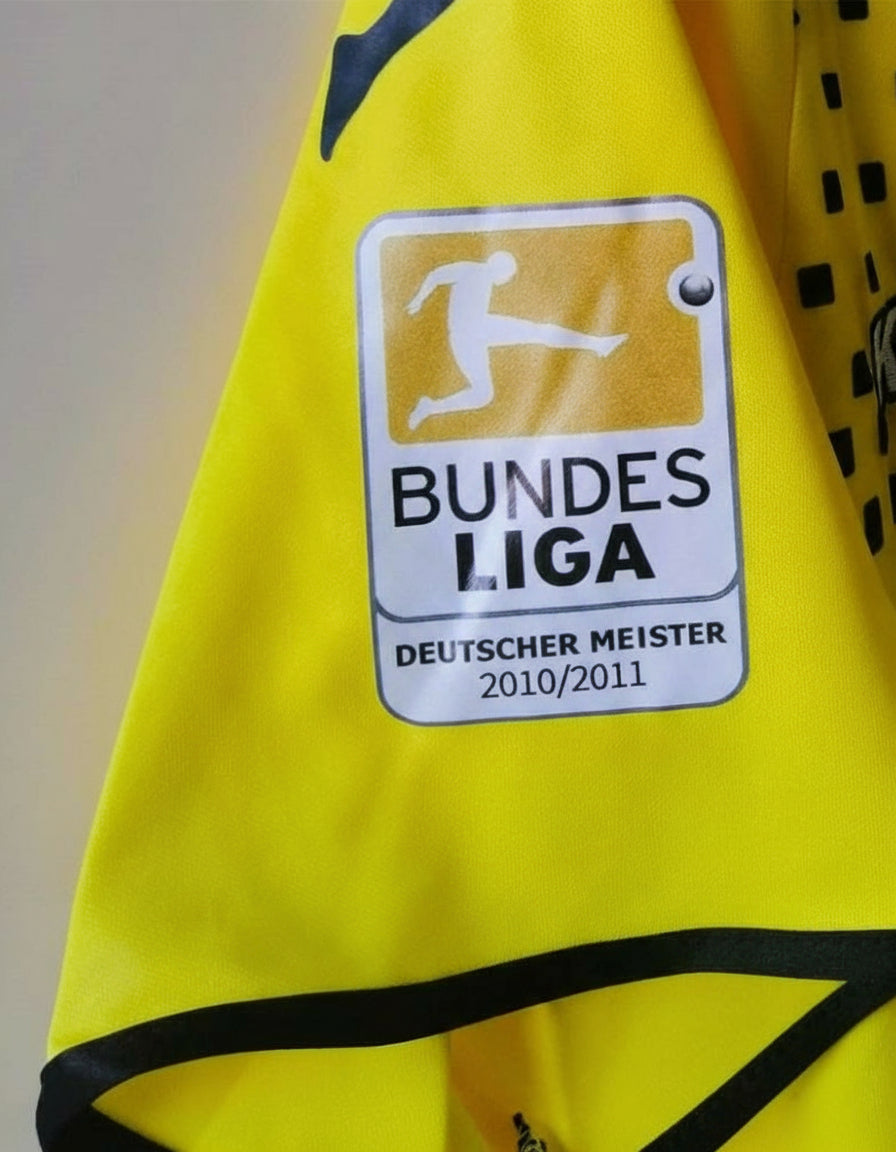 BUNDES
LIGA
DEUTSCHER MEISTER
2010/2011